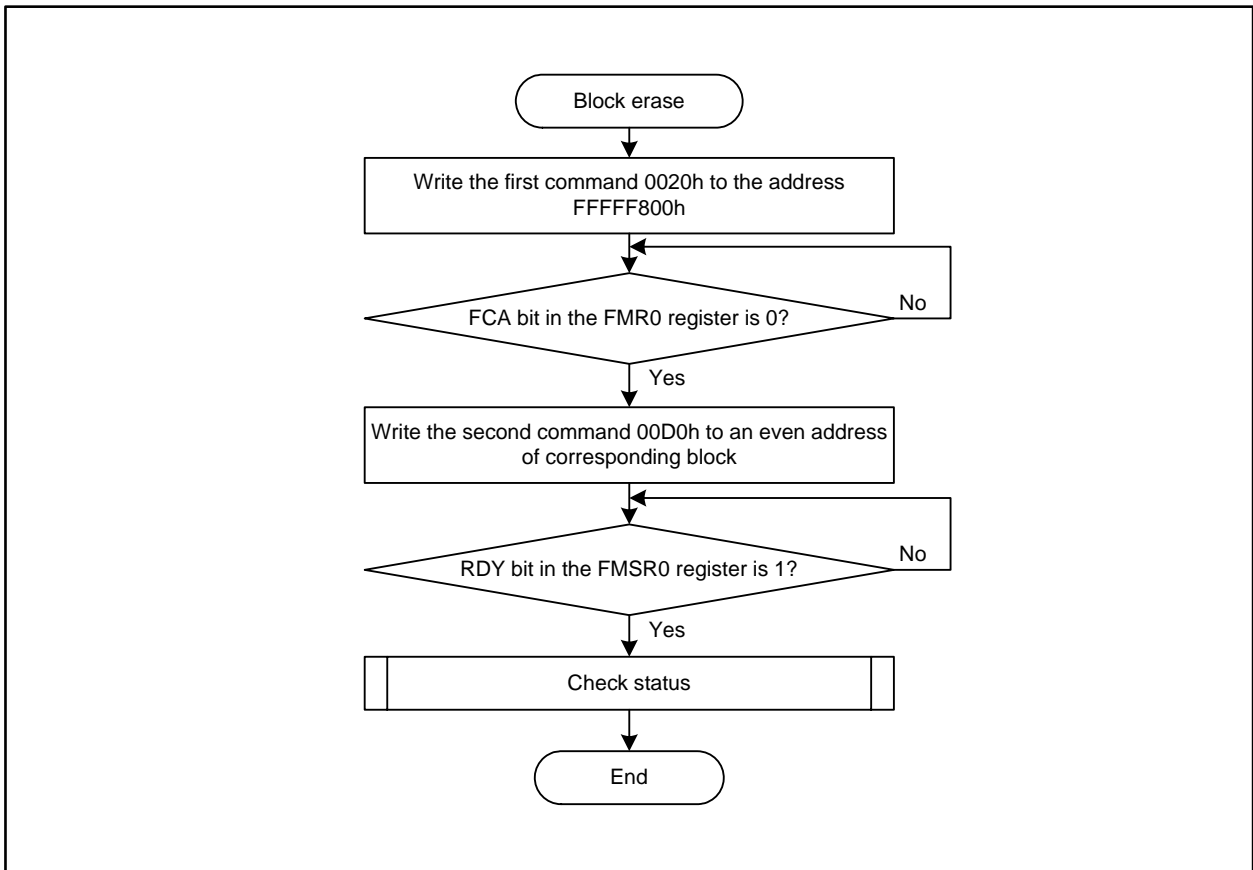 Block erase
Write the first command 0020h to the address
FFFFF800h
No
FCA bit in the FMR0 register is 0?
Yes
Write the second command 00D0h to an even address
of corresponding block
No
RDY bit in the FMSR0 register is 1?
Yes
Check status
End